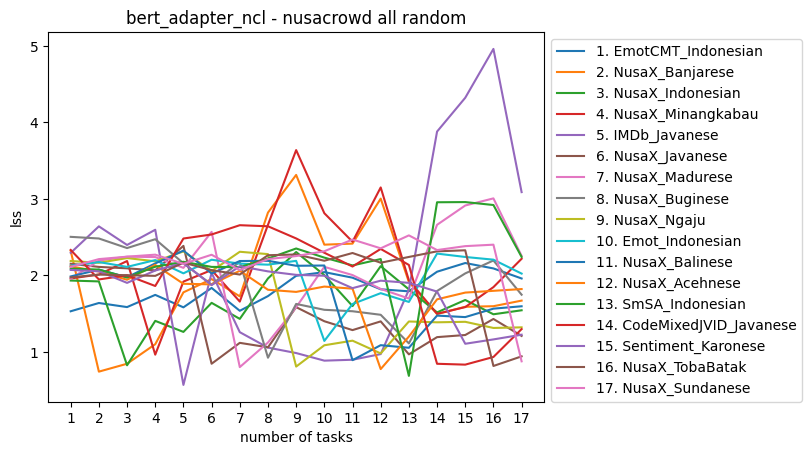 bert_adapter_ncl - nusacrowd all random
5
4
3
2
1
lss
1 2 3 4 5 6 7 8 9 10 11 12 13 14 15 16 17
number of tasks
1. EmotCMT_Indonesian
2. NusaX_Banjarese
3. NusaX_Indonesian
4. NusaX_Minangkabau
5. IMDb_Javanese
6. NusaX_Javanese
7. NusaX_Madurese
8. NusaX_Buginese
9. NusaX_Ngaju
10. Emot_Indonesian
11. NusaX_Balinese
12. NusaX_Acehnese
13. SmSA_Indonesian
14. CodeMixedJVID_Javanese
15. Sentiment_Karonese
16. NusaX_TobaBatak
17. NusaX_Sundanese